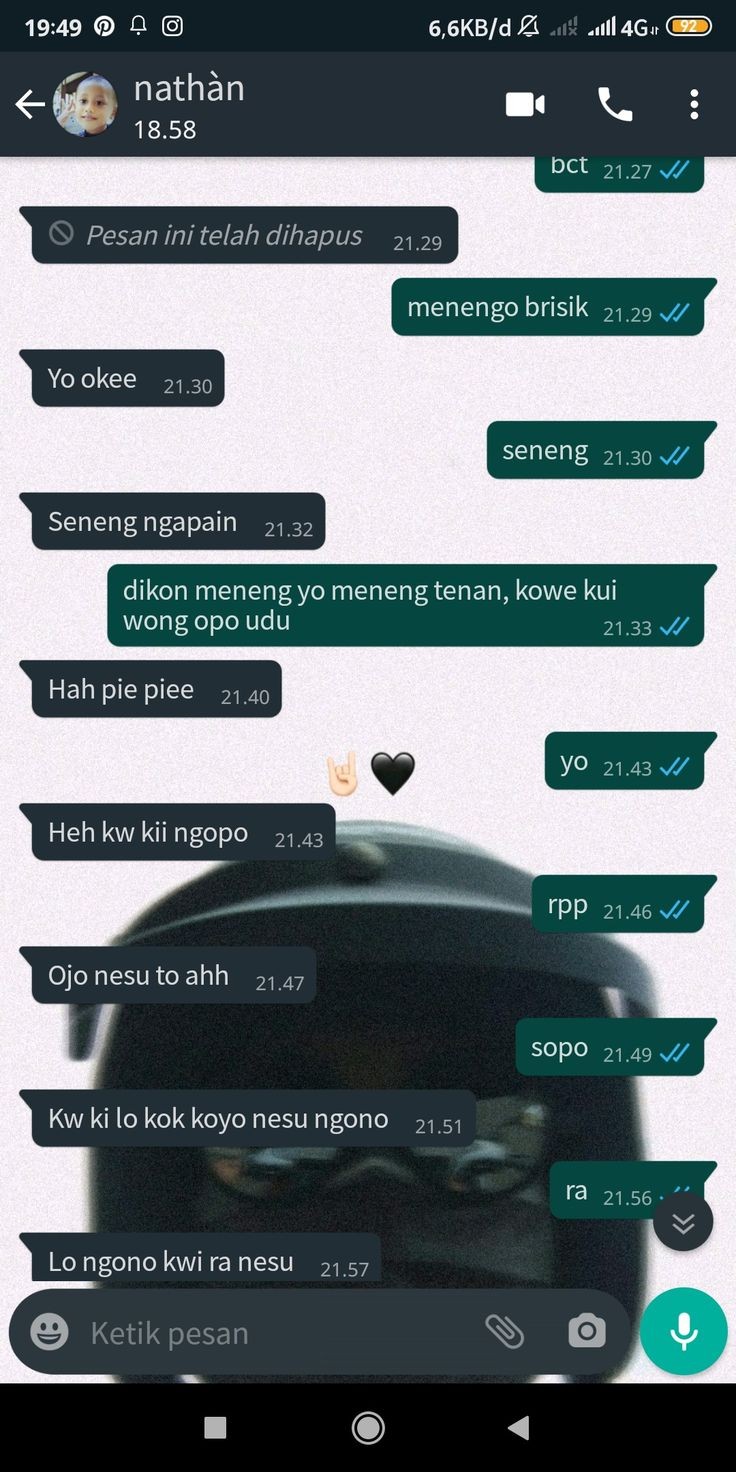 19:49 6,6KB/d 4G 92
nathàn
18.58
bct 21.27
Pesan ini telah dihapus 21.29
menengo brisik 21.29
Yo okee 21.30
seneng 21.30
Seneng ngapain 21.32
dikon meneng yo meneng tenan, kowe kui
wong opo udu 21.33
Hah pie piee 21.40
yo 21.43
Heh kw kii ngopo 21.43
rpp 21.46
Ojo nesu to ahh 21.47
sopo 21.49
Kw ki lo kok koyo nesu ngono 21.51
ra 21.56
Lo ngono kwi ra nesu 21.57
Ketik pesan